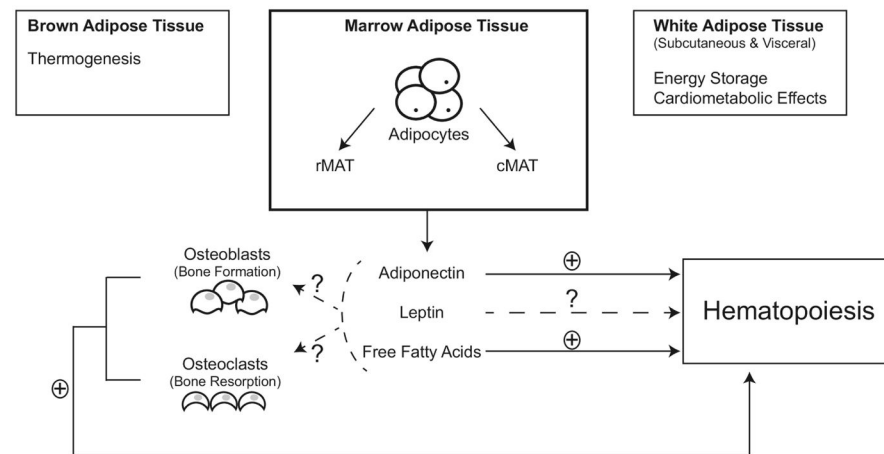 Brown Adipose Tissue
Thermogenesis
Marrow Adipose Tissue
Adipocytes
rMAT
cMAT
White Adipose Tissue
(Subcutaneous & Visceral)
Energy Storage
Cardiometabolic Effects
Osteoblasts
(Bone Formation)
?
?
Osteoclasts
(Bone Resorption)
Adiponectin
+
Leptin
?
Free Fatty Acids
+
Hematopoiesis
+